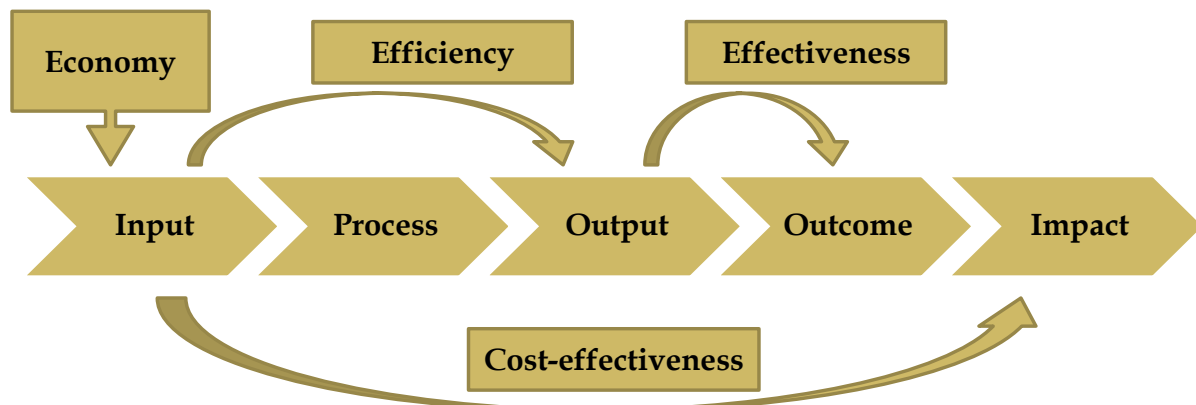 Economy
Efficiency
Effectiveness
Input
Process
Output
Outcome
Impact
Cost-effectiveness